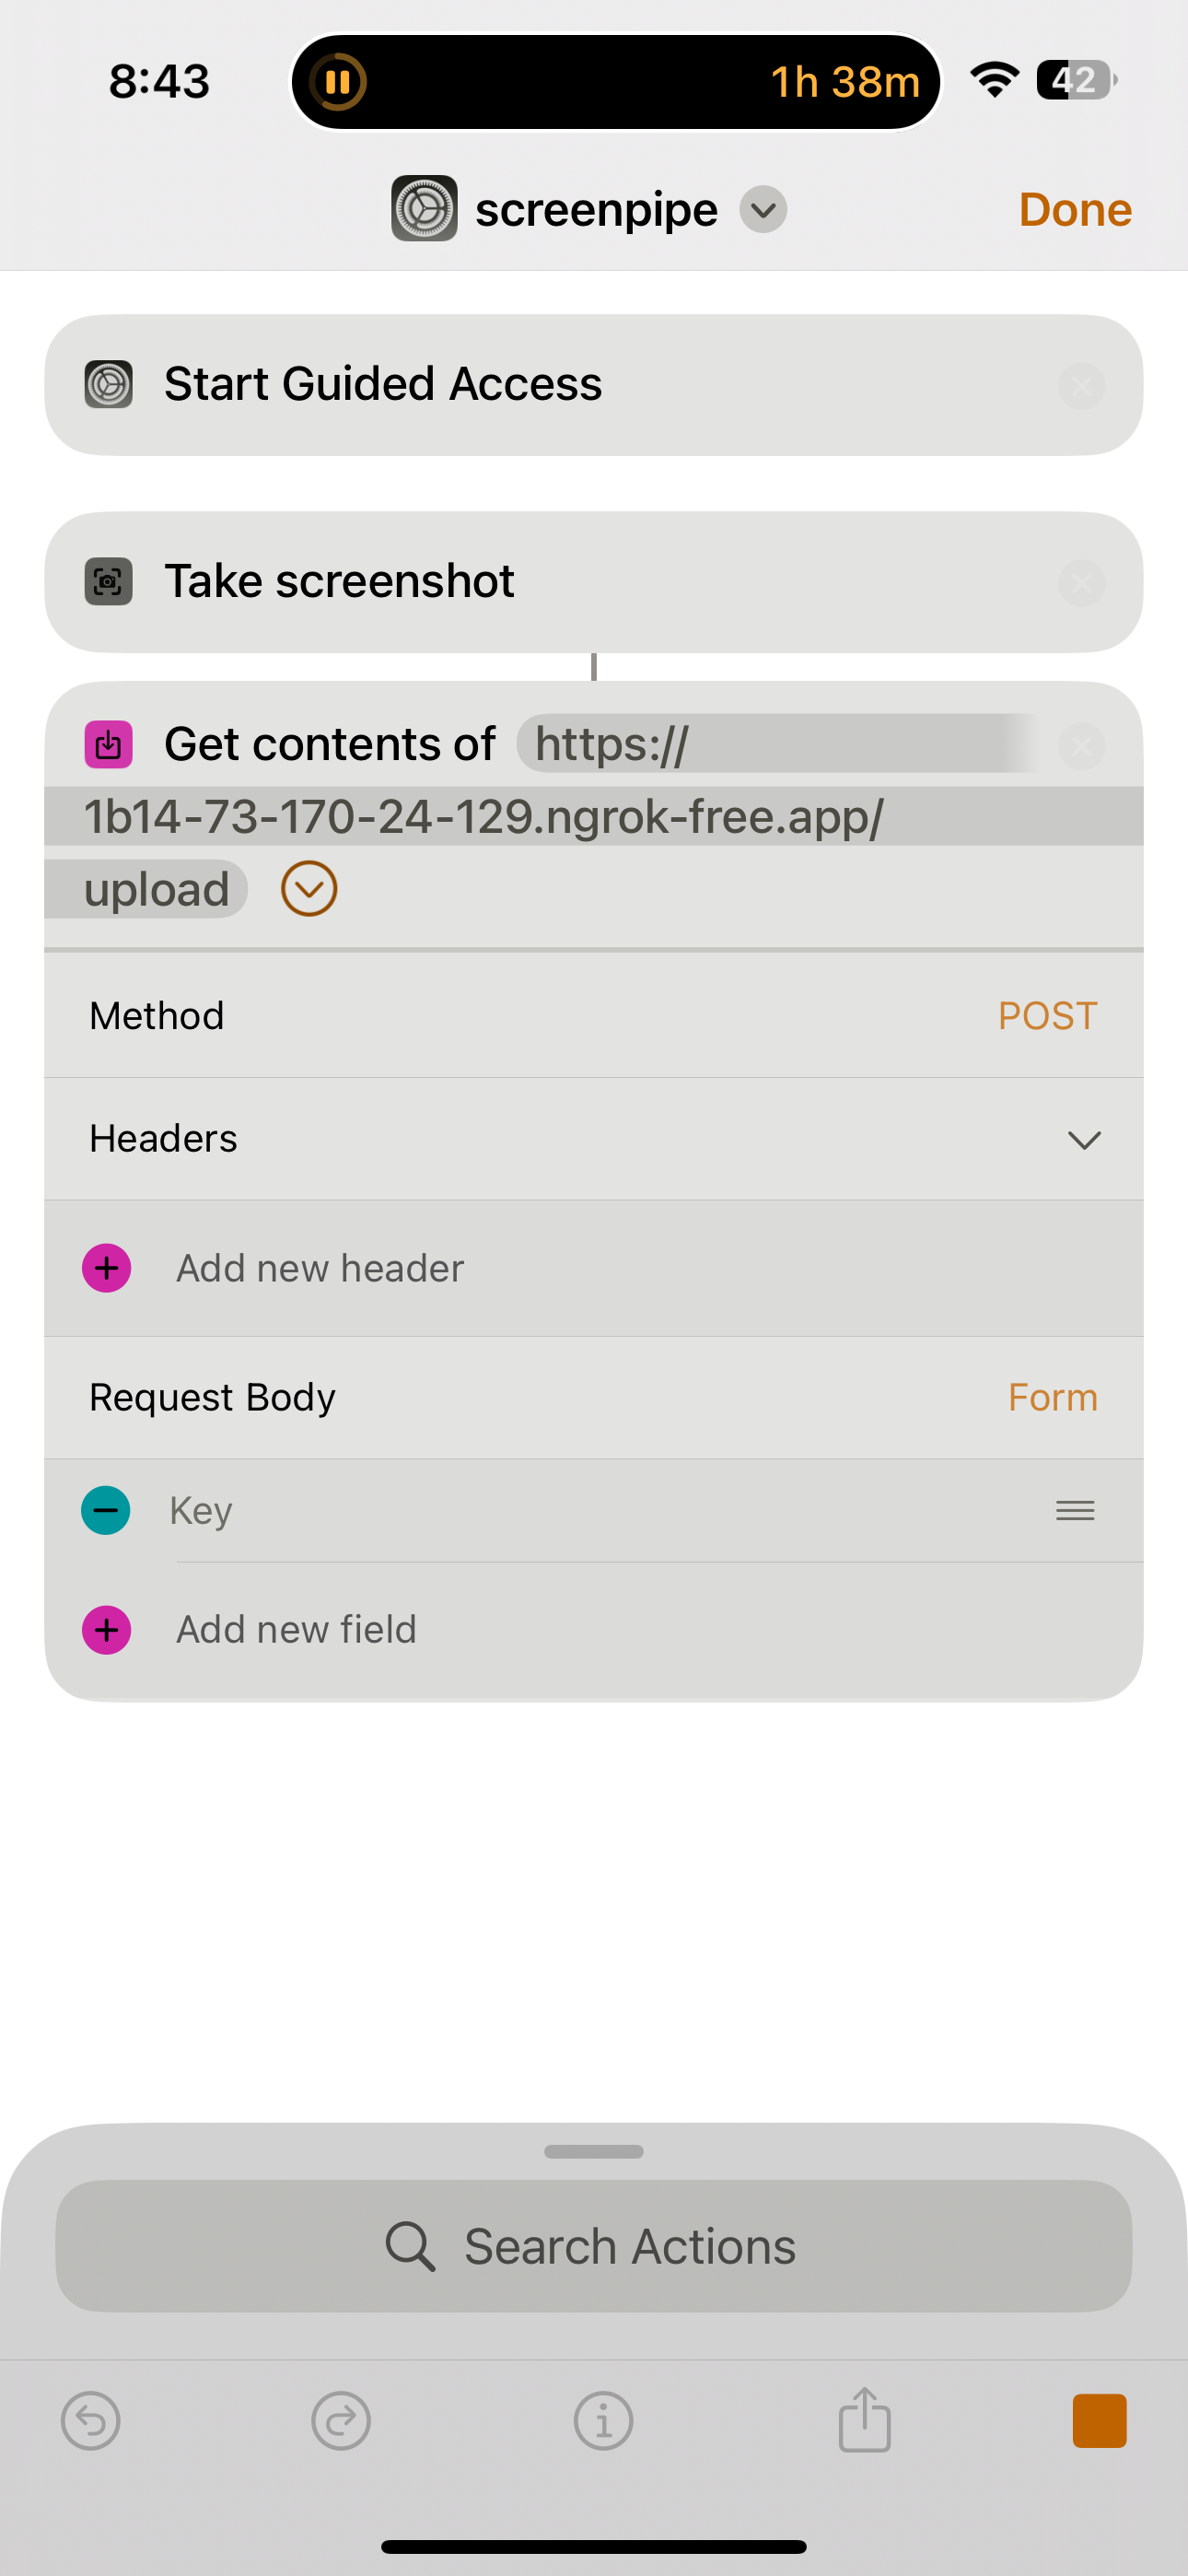 8:43
1h 38m
42
screenpipe
Done
Start Guided Access
Take screenshot
Get contents of https://
1b14-73-170-24-129.ngrok-free.app/
upload
Method
POST
Headers
Add new header
Request Body
Form
Key
Add new field
Search Actions